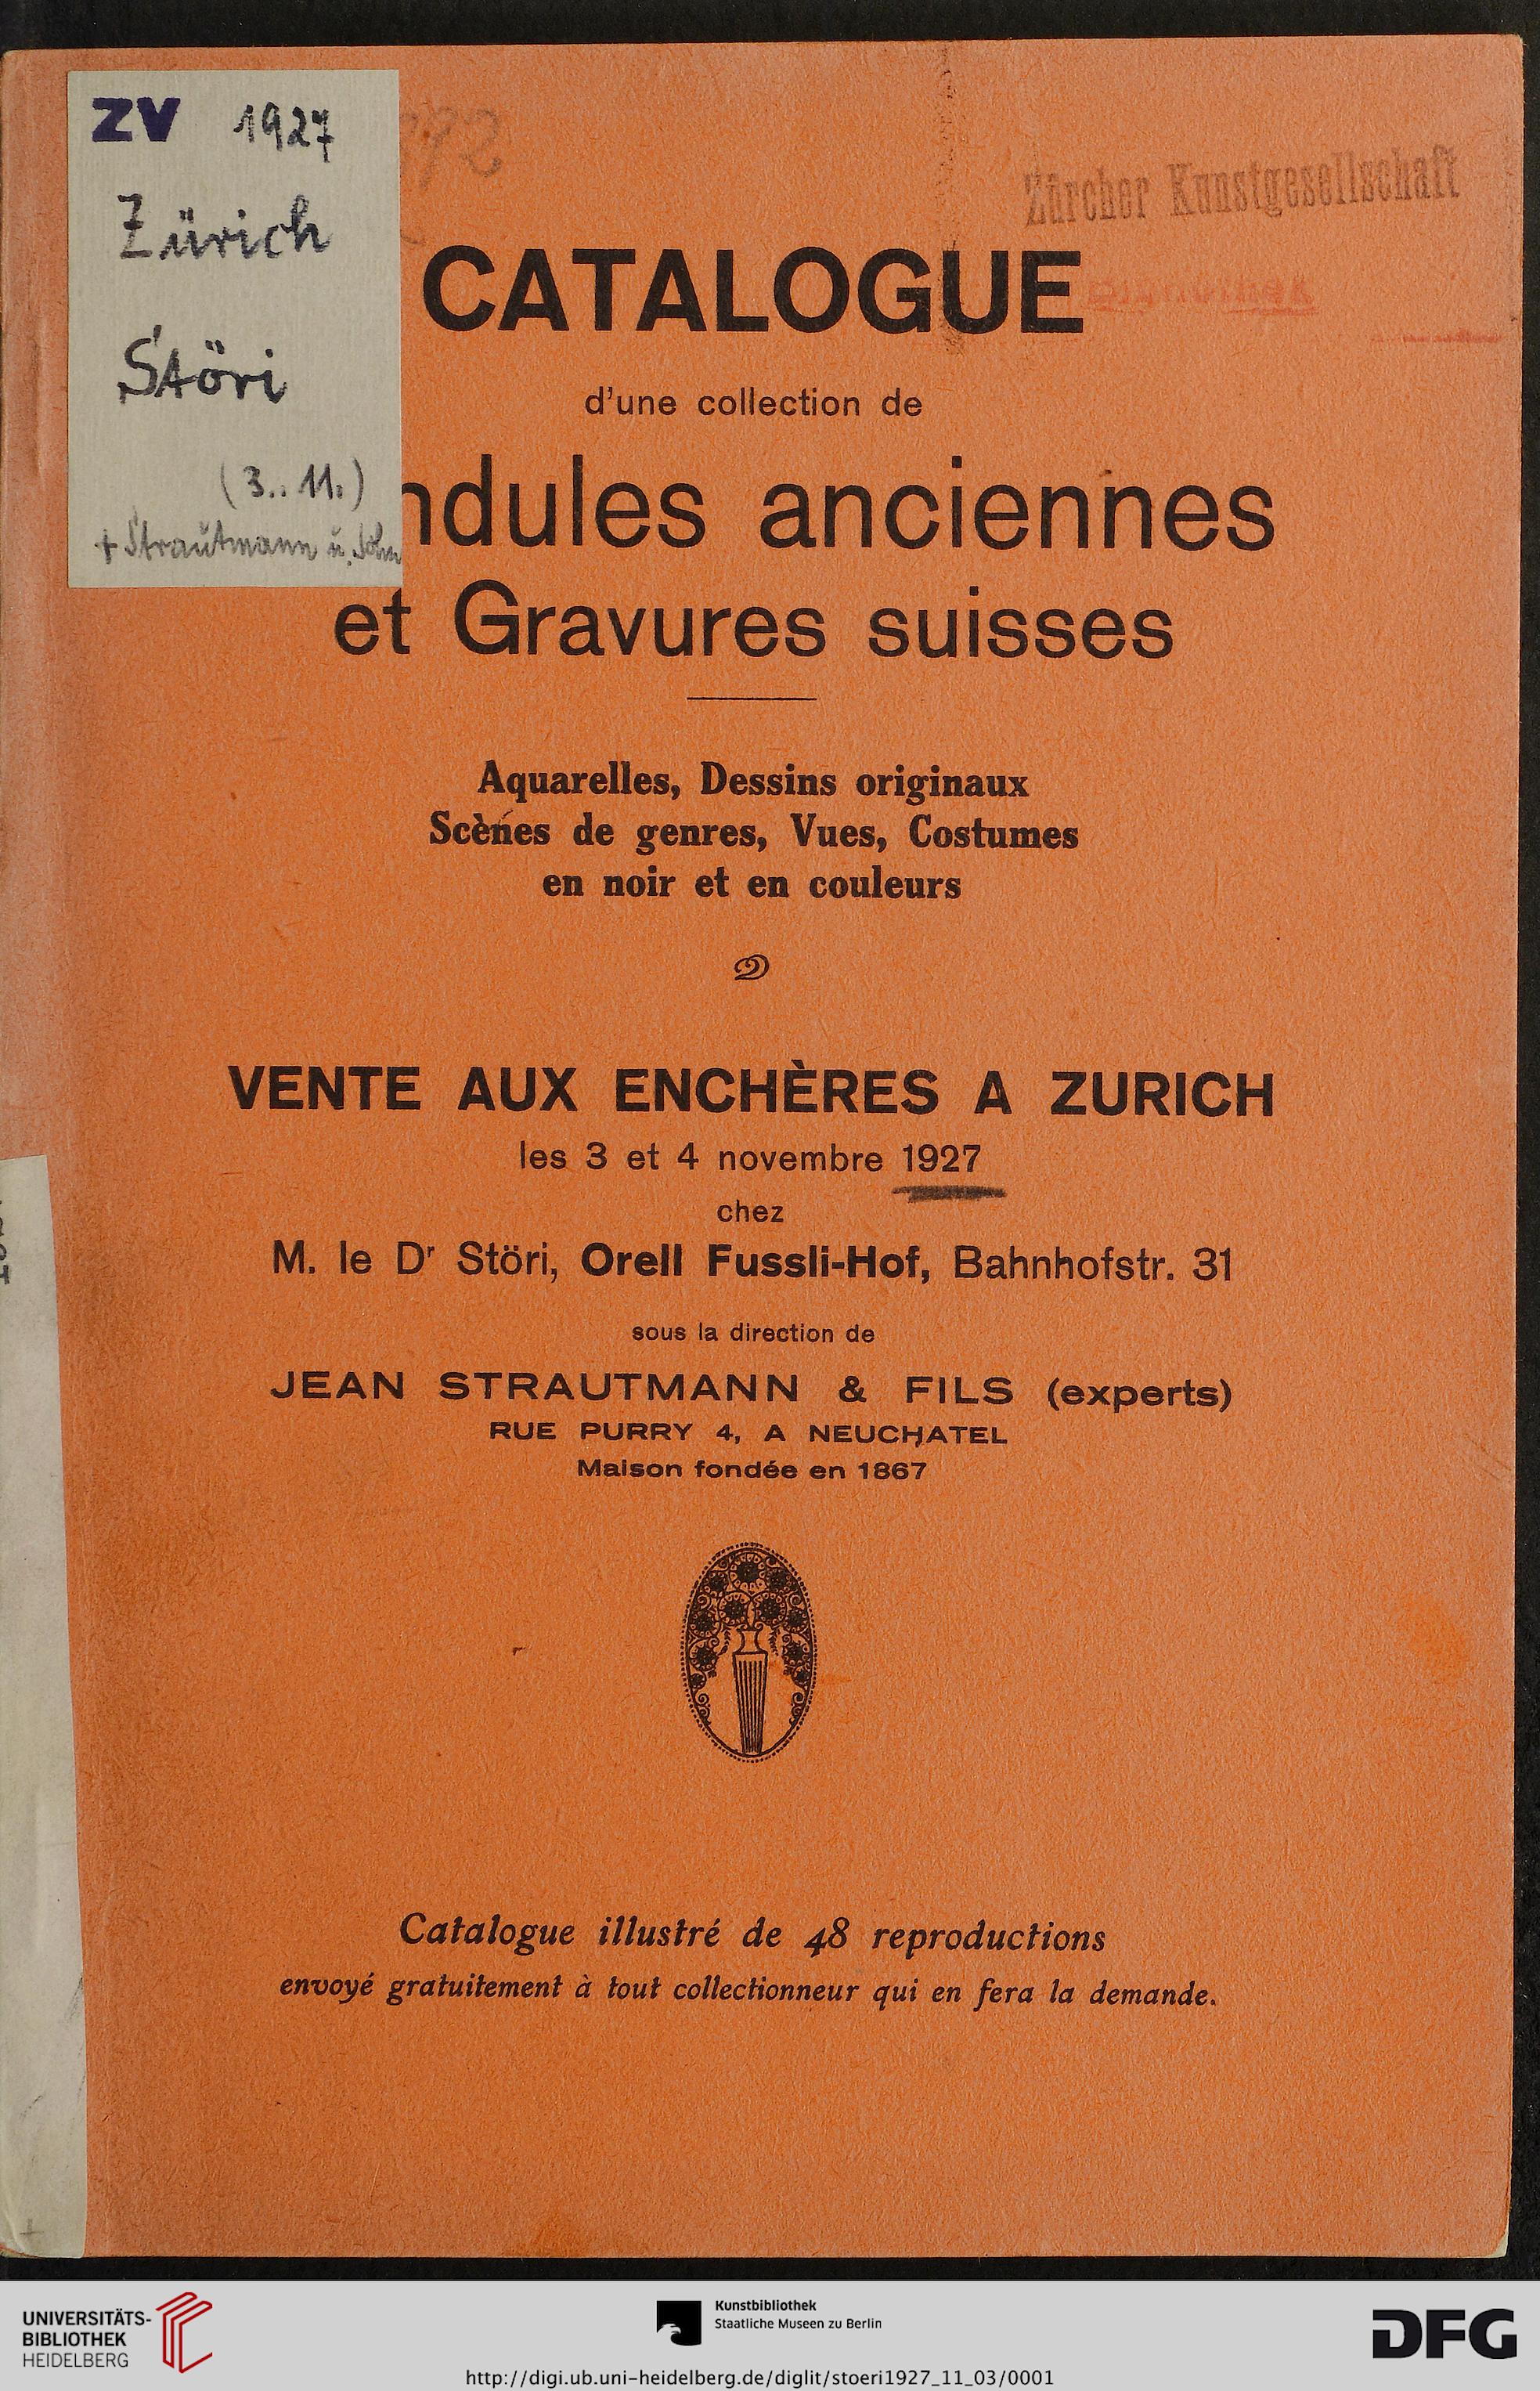 ZV 1927
Zürich
Störi
(3.. 11.)
+ Strautmann u. Sohn
Zürcher Kunstgesellschaft
CATALOGUE
d'une collection de
ndules anciennes
et Gravures suisses
Aquarelles, Dessins originaux
Scènes de genres, Vues, Costumes
en noir et en couleurs
VENTE AUX ENCHÈRES A ZURICH
les 3 et 4 novembre 1927
chez
M. le Dr Störi, Orell Fussli-Hof, Bahnhofstr. 31
sous la direction de
JEAN STRAUTMANN & FILS (experts)
RUE PURRY 4, A NEUCHATEL
Maison fondée en 1867
Catalogue illustré de 48 reproductions
envoyé gratuitement à tout collectionneur qui en fera la demande.
UNIVERSITÄTS-
BIBLIOTHEK
HEIDELBERG
Kunstbibliothek
Staatliche Museen zu Berlin
DFG
http://digi.ub.uni-heidelberg.de/diglit/stoeri1927_11_03/0001